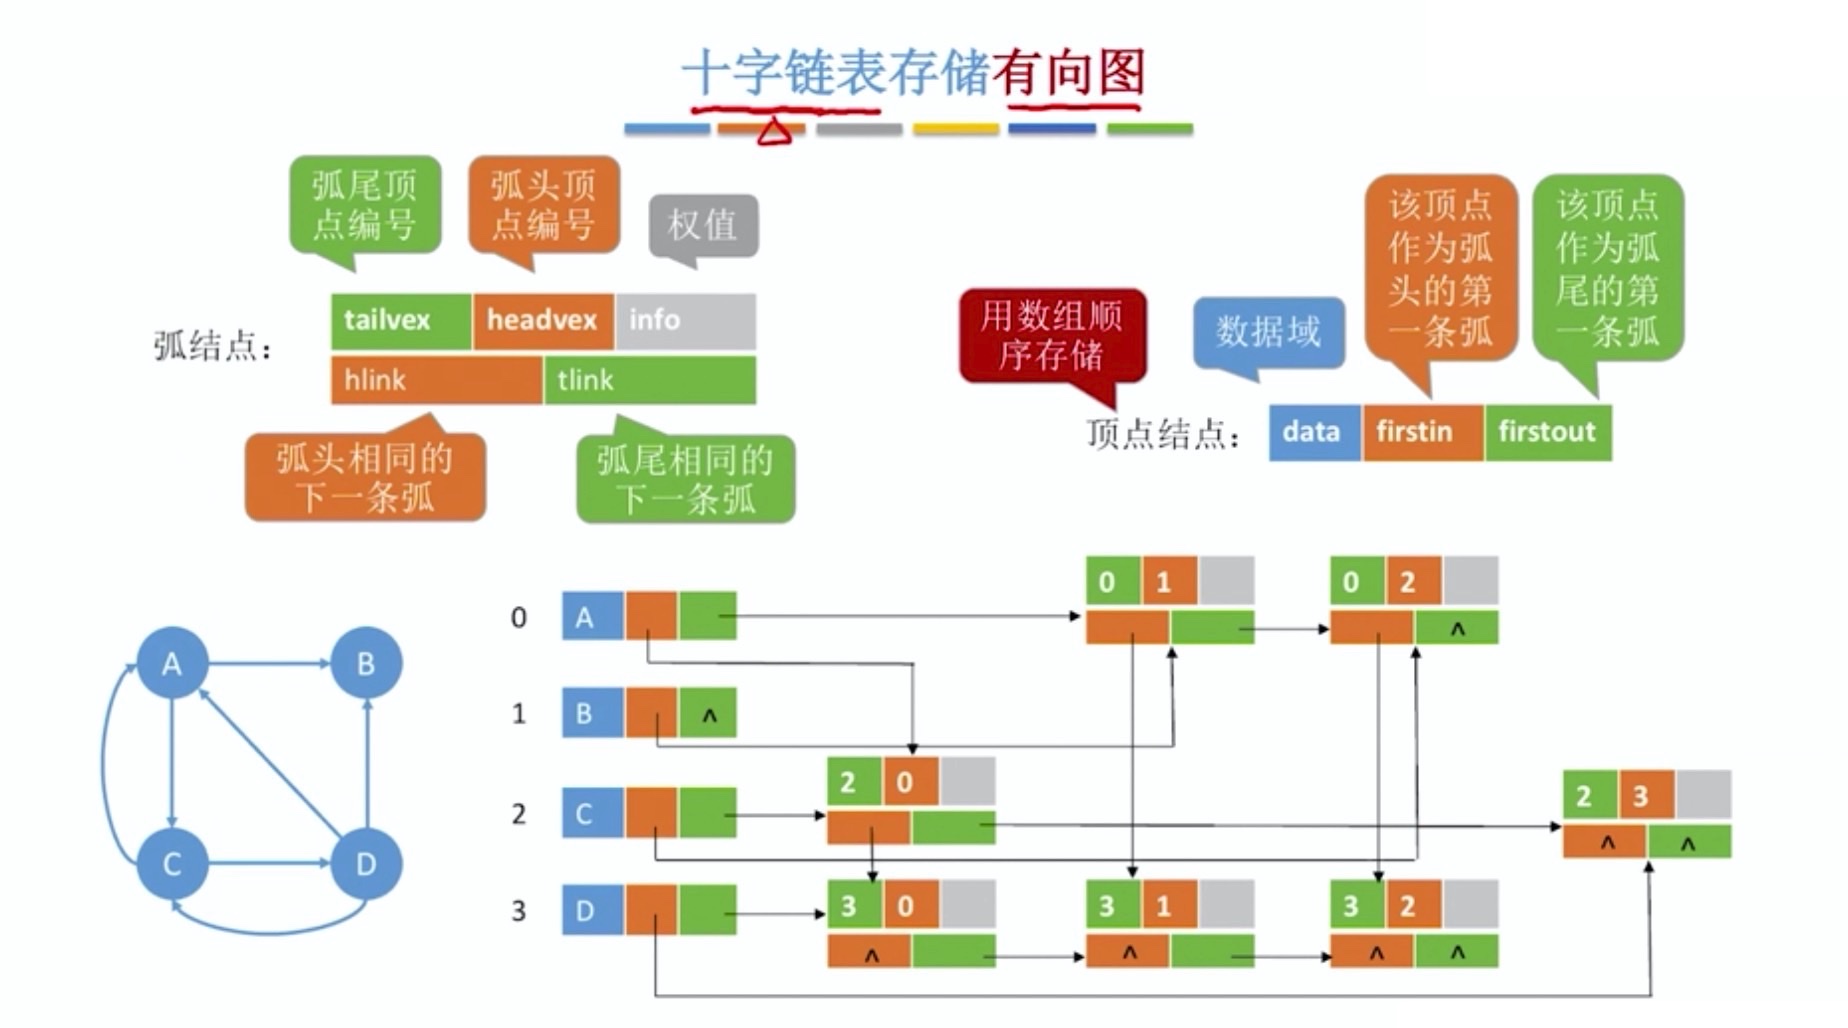 十字链表存储有向图
弧尾顶
点编号
弧头顶
点编号
权值
弧结点：
tailvex headvex info
hlink tlink
弧头相同的
下一条弧
弧尾相同的
下一条弧
用数组顺
序存储
数据域
该顶点
作为弧
头的第
一条弧
该顶点
作为弧
尾的第
一条弧
顶点结点：
data firstin firstout
A B
C D
0 A
0 1
0 2
^
1 B ^
2 C
2 0
2 3
^ ^
3 D
3 0
3 1
3 2
^ ^ ^ ^